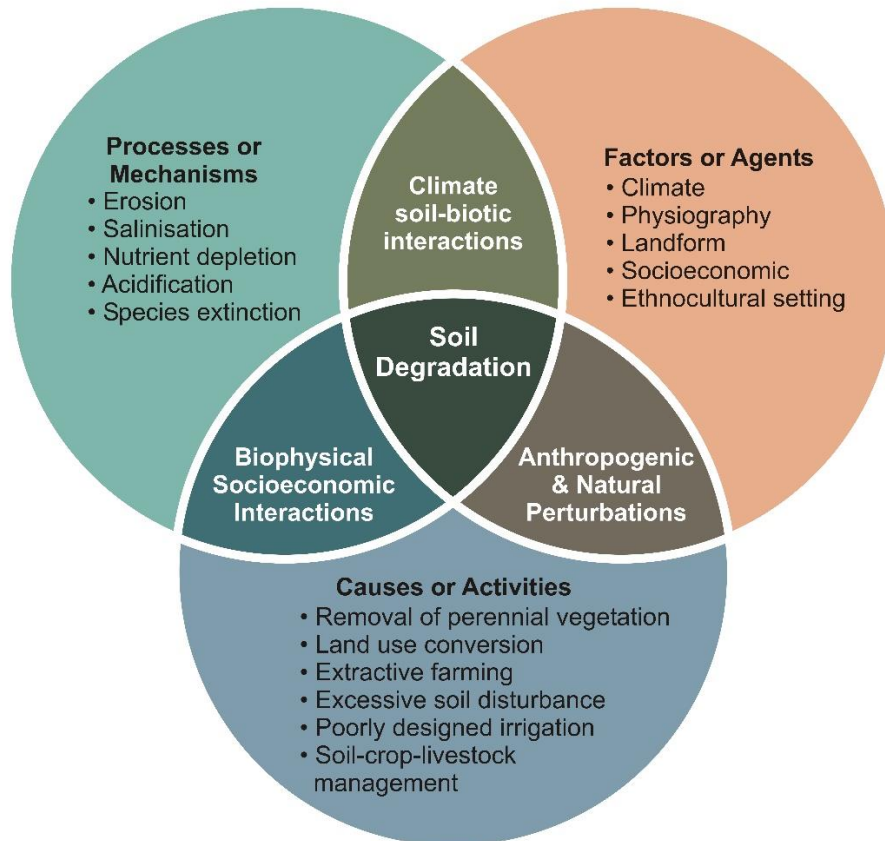 Processes or
Mechanisms
• Erosion
• Salinisation
• Nutrient depletion
• Acidification
• Species extinction
Climate
soil-biotic
interactions
Factors or Agents
• Climate
• Physiography
• Landform
• Socioeconomic
• Ethnocultural setting
Soil
Degradation
Biophysical
Socioeconomic
Interactions
Anthropogenic
& Natural
Perturbations
Causes or Activities
• Removal of perennial vegetation
• Land use conversion
• Extractive farming
• Excessive soil disturbance
• Poorly designed irrigation
• Soil-crop-livestock
management